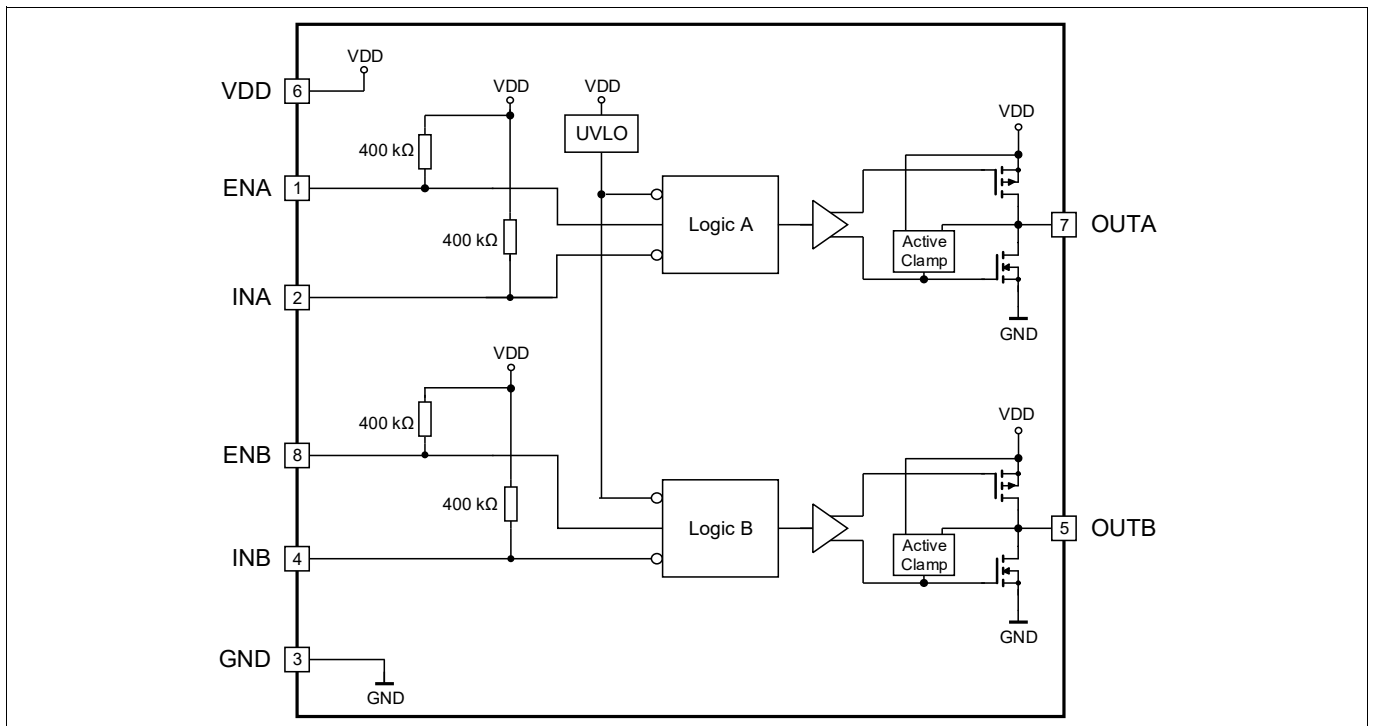 VDD
6
VDD
VDD
VDD
UVLO
VDD
400 kΩ
ENA
1
400 kΩ
Logic A
Active
Clamp
7
OUTA
INA
2
GND
VDD
400 kΩ
VDD
ENB
8
400 kΩ
Logic B
Active
Clamp
5
OUTB
INB
4
GND
GND
3
GND